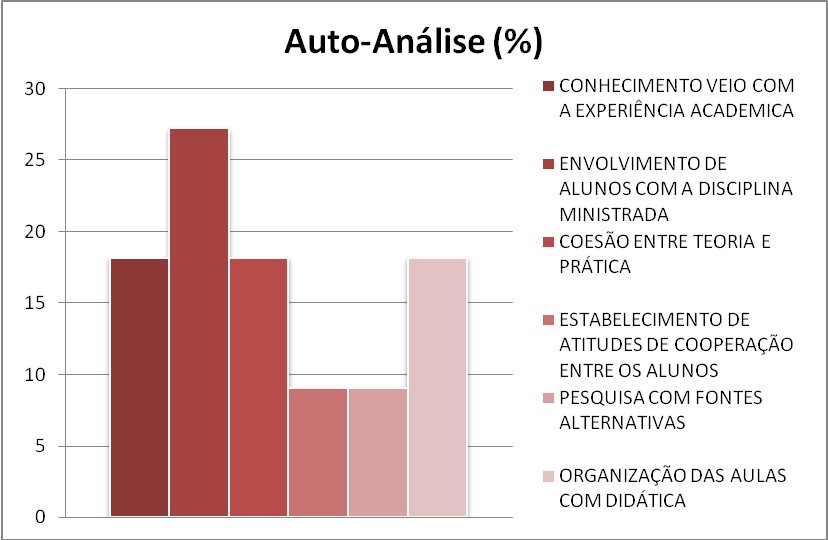 Auto-Análise (%)
30
25
20
15
10
5
0
CONHECIMENTO VEIO COM
A EXPERIÊNCIA ACADEMICA
ENVOLVIMENTO DE
ALUNOS COM A DISCIPLINA
MINISTRADA
COESÃO ENTRE TEORIA E
PRÁTICA
ESTABELECIMENTO DE
ATITUDES DE COOPERAÇÃO
ENTRE OS ALUNOS
PESQUISA COM FONTES
ALTERNATIVAS
ORGANIZAÇÃO DAS AULAS
COM DIDÁTICA